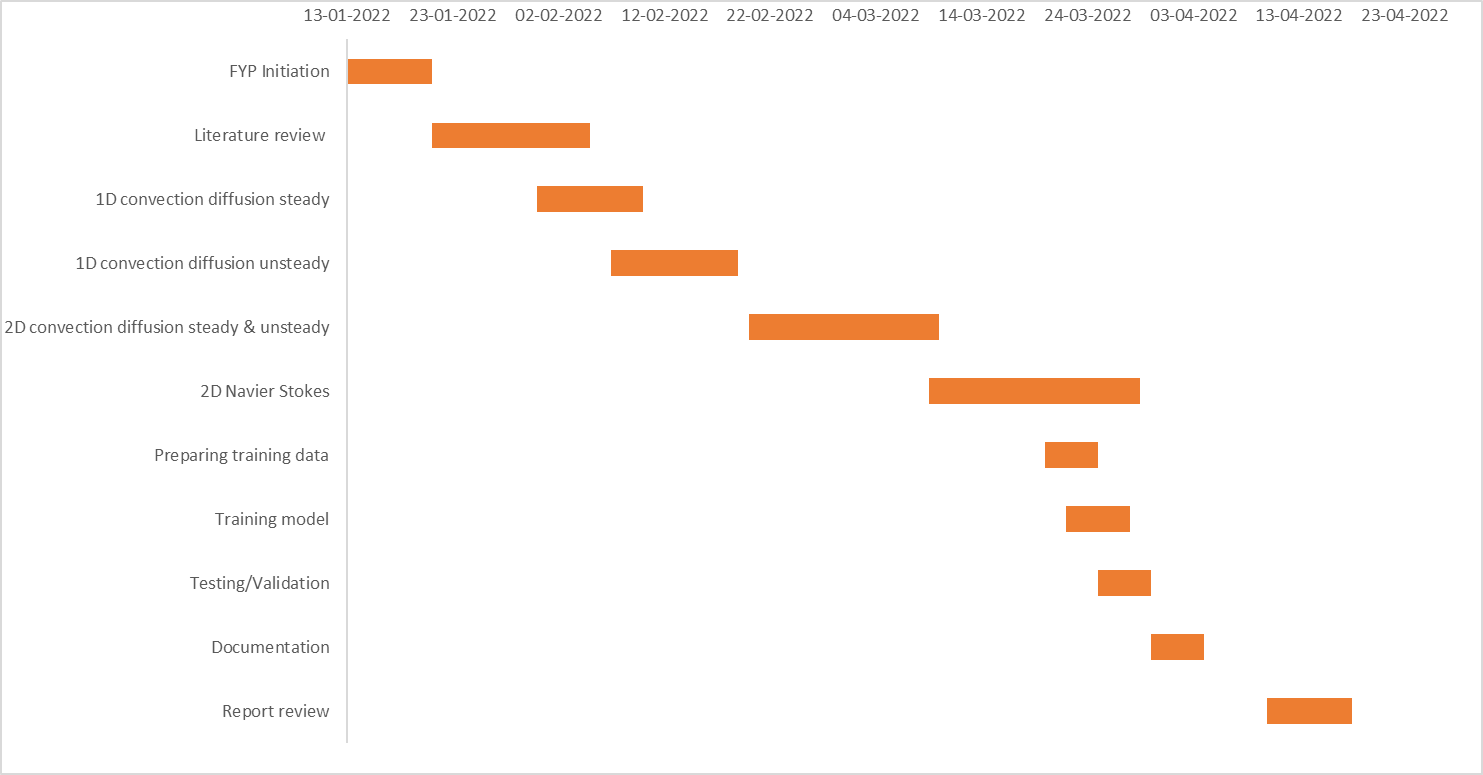 13-01-2022 23-01-2022 02-02-2022 12-02-2022 22-02-2022 04-03-2022 14-03-2022 24-03-2022 03-04-2022 13-04-2022 23-04-2022
FYP Initiation
Literature review
1D convection diffusion steady
1D convection diffusion unsteady
2D convection diffusion steady & unsteady
2D Navier Stokes
Preparing training data
Training model
Testing/Validation
Documentation
Report review